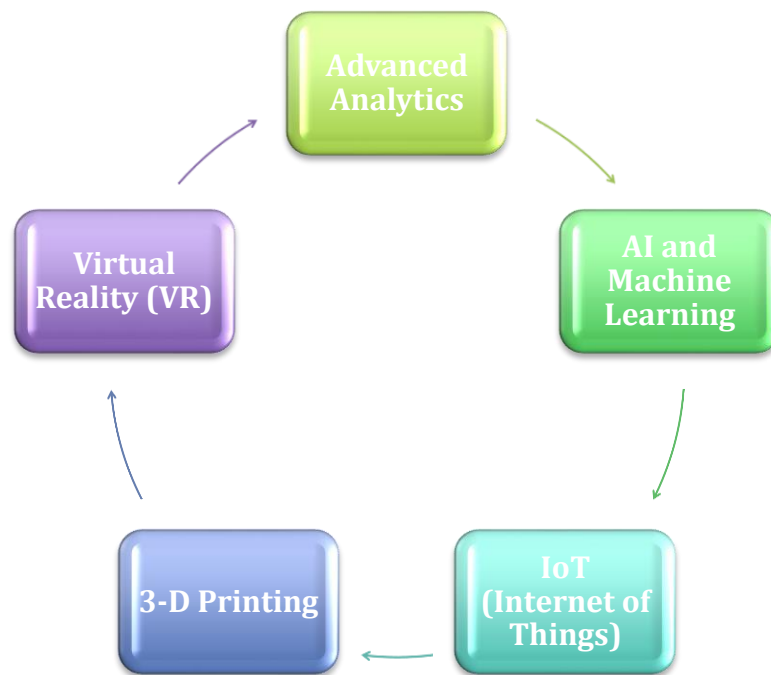 Advanced
Analytics
AI and
Machine
Learning
IoT
(Internet of
Things)
3-D Printing
Virtual
Reality (VR)